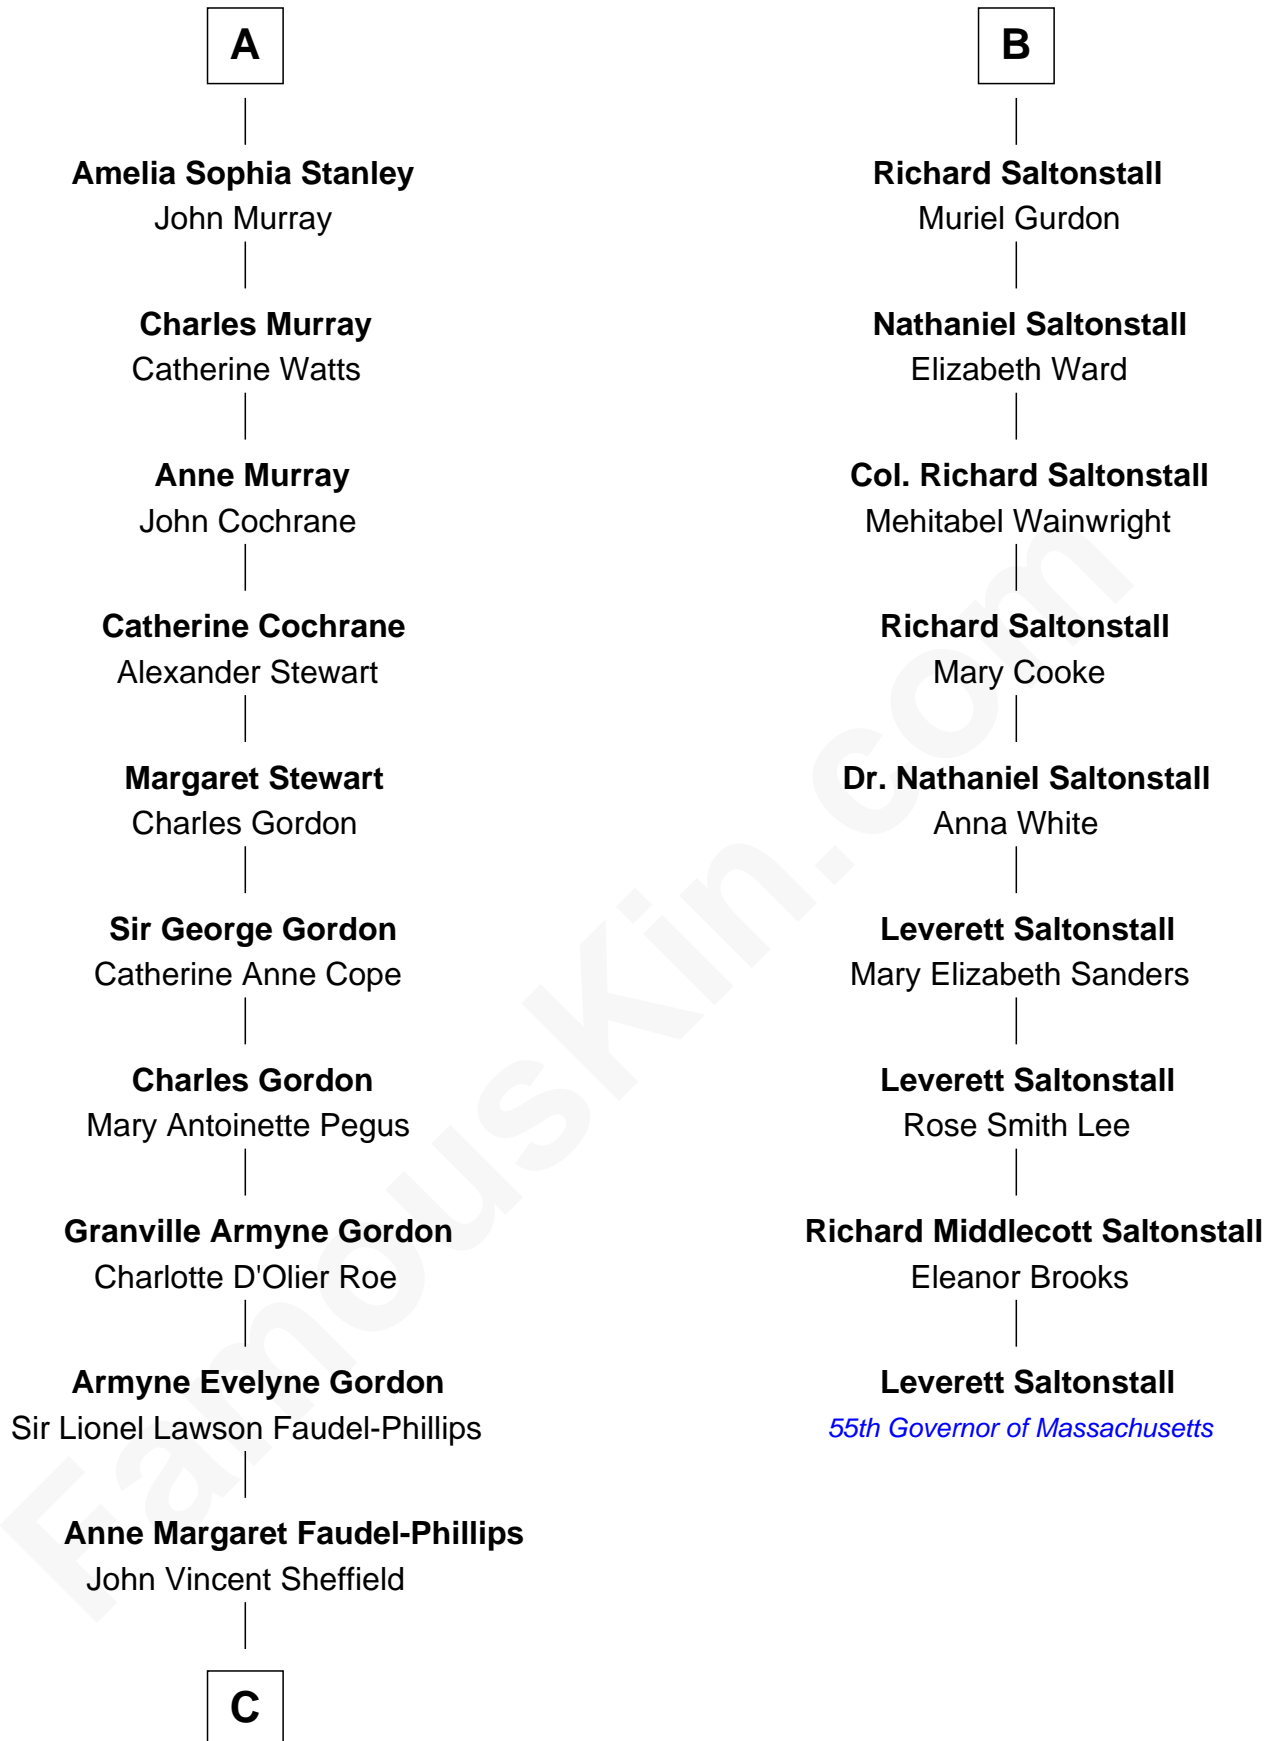 A
Amelia Sophia Stanley
John Murray
Charles Murray
Catherine Watts
Anne Murray
John Cochrane
Catherine Cochrane
Alexander Stewart
Margaret Stewart
Charles Gordon
Sir George Gordon
Catherine Anne Cope
Charles Gordon
Mary Antoinette Pegus
Granville Armyne Gordon
Charlotte D'Olier Roe
Armyne Evelyne Gordon
Sir Lionel Lawson Faudel-Phillips
Anne Margaret Faudel-Phillips
John Vincent Sheffield
C
B
Richard Saltonstall
Muriel Gurdon
Nathaniel Saltonstall
Elizabeth Ward
Col. Richard Saltonstall
Mehitabel Wainwright
Richard Saltonstall
Mary Cooke
Dr. Nathaniel Saltonstall
Anna White
Leverett Saltonstall
Mary Elizabeth Sanders
Leverett Saltonstall
Rose Smith Lee
Richard Middlecott Saltonstall
Eleanor Brooks
Leverett Saltonstall
55th Governor of Massachusetts
FamousKin.com